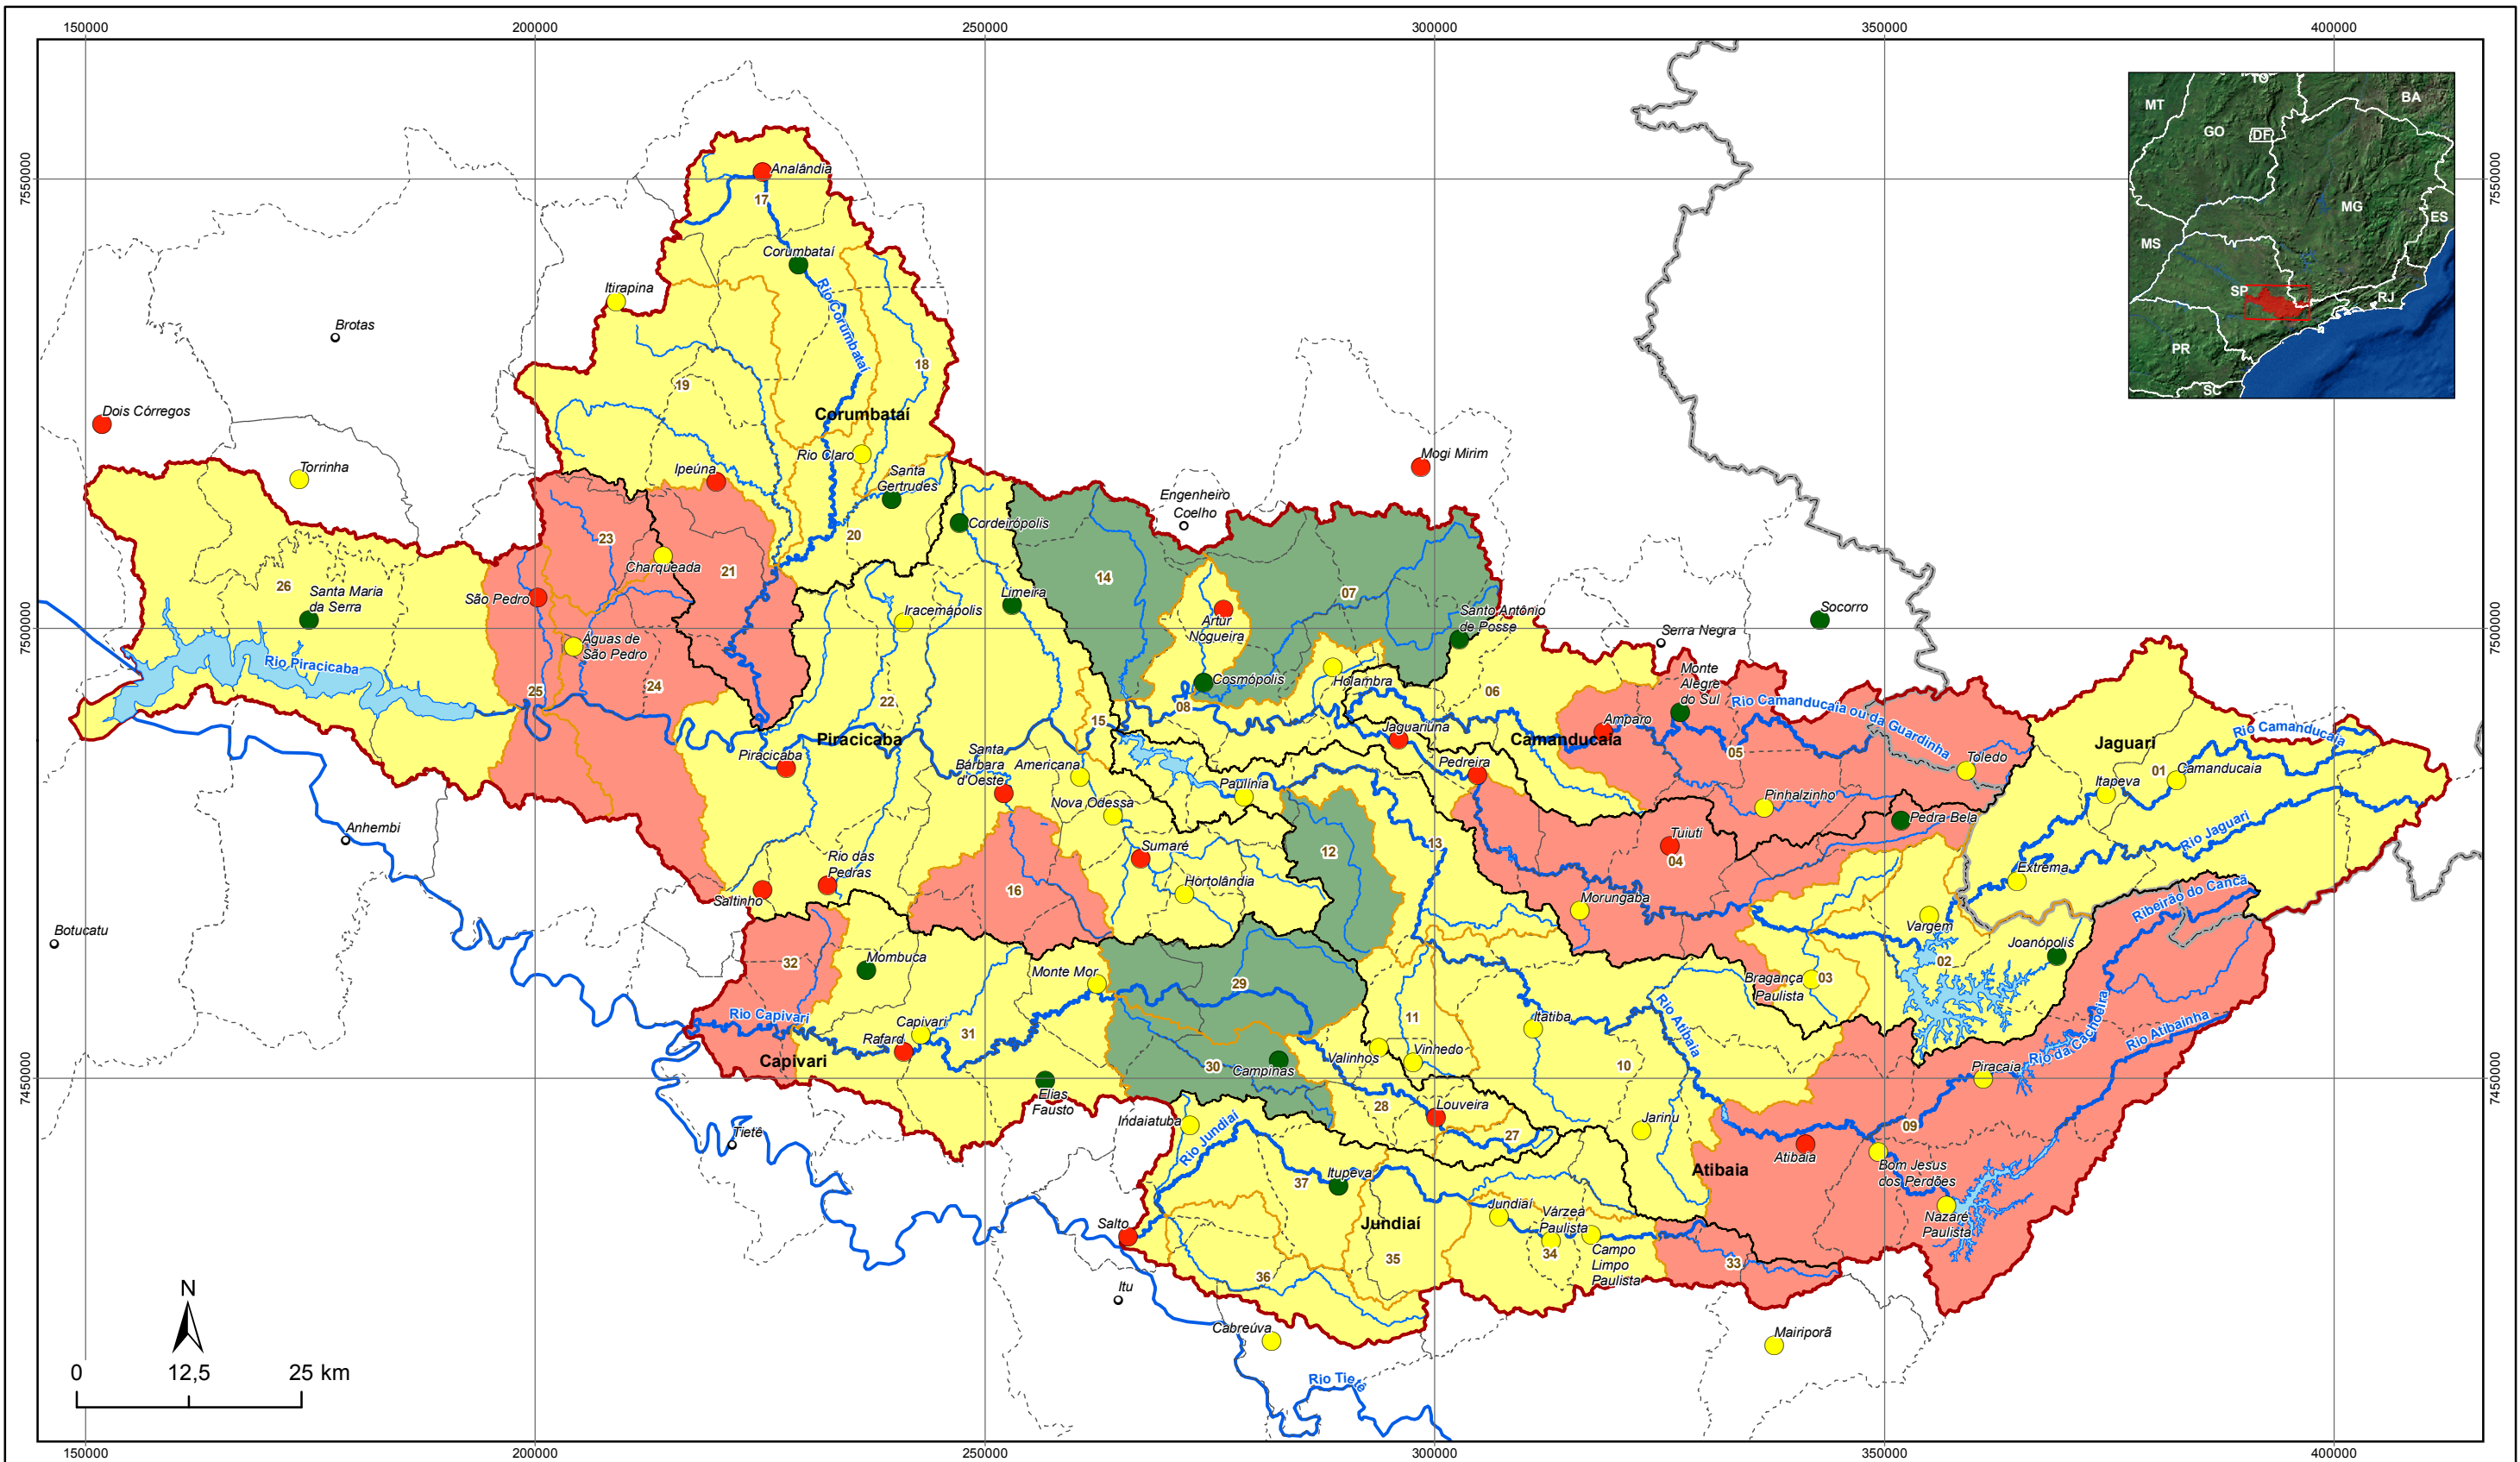 150000
200000
250000
300000
350000
400000
7550000
7550000
TO
MT
BA
GO
DF
MG
ES
MS
SP
RJ
PR
SC
Analândia
17
Corumbataí
Rio Corumbataí
Itirapina
Brotas
18
19
Corumbataí
Dois Córregos
Rio Claro
Mogi Mirim
Torrinha
Ipeúna
Santa
Gertrudes
Engenheiro
Coelho
Cordeirópolis
20
23
Charqueada
21
14
07
26
Santa Maria
da Serra
São Pedro
Limeira
Iracemápolis
Artur
Nogueira
Santo Antônio
de Posse
Socorro
Serra Negra
7500000
7500000
Águas de
São Pedro
Rio Piracicaba
25
24
22
Cosmópolis
Holambra
06
Monte
Alegre
do Sul
Rio Camanducaia ou da Guardinha
08
15
Jaguariúna
Amparo
Camanducaia
05
Jaguari
Rio Camanducaia
Piracicaba
Piracicaba
Santa
Bárbara
d'Oeste
Americana
Pedreira
Toledo
01
Camanducaia
Itapeva
Paulínia
Nova Odessa
Pinhalzinho
Pedra Bela
Rio Jaguari
Anhembi
Sumaré
12
13
Tuiuti
04
Extrema
Rio das
Pedras
Saltinho
16
Hortolândia
Morungaba
Ribeirão do Cancã
Vargem
Botucatu
Joanópolis
32
Mombuca
Monte Mor
29
Bragança
Paulista
03
02
Rio Capivari
Capivari
Rafard
31
11
Itatiba
Rio Atibaia
Rio da Cachoeira
Rio Atibainha
Capivari
Valinhos
Vinhedo
30
Campinas
10
Piracaia
7450000
7450000
Elias
Fausto
28
Louveira
Indaiatuba
Rio Jundiaí
27
Jarinu
09
Tietê
Atibaia
Atibaia
Bom Jesus
dos Perdões
Itupeva
37
Salto
Jundiaí
Jundiaí
Várzea
Paulista
Nazaré
Paulista
34
Campo
Limpo
Paulista
35
33
36
Itu
N
Cabreúva
Mairiporã
0
12,5
25 km
Rio Tietê
150000
200000
250000
300000
350000
400000